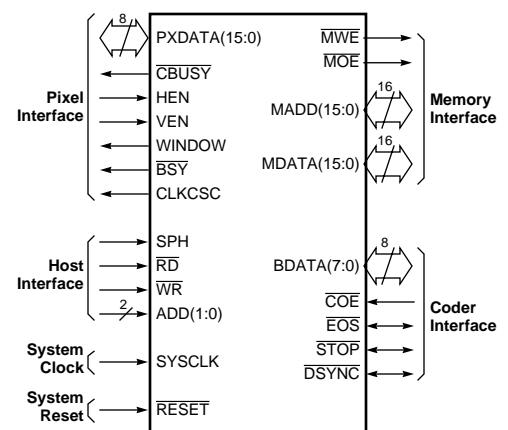 8
PXDATA(15:0)
CBUSY
HEN
VEN
WINDOW
BSY
CLKCSC
Pixel
Interface
SPH
RD
WR
2
ADD(1:0)
Host
Interface
System
Clock
SYSCLK
System
Reset
RESET
MWE
MOE
16
MADD(15:0)
16
MDATA(15:0)
Memory
Interface
8
BDATA(7:0)
COE
EOS
STOP
DSYNC
Coder
Interface